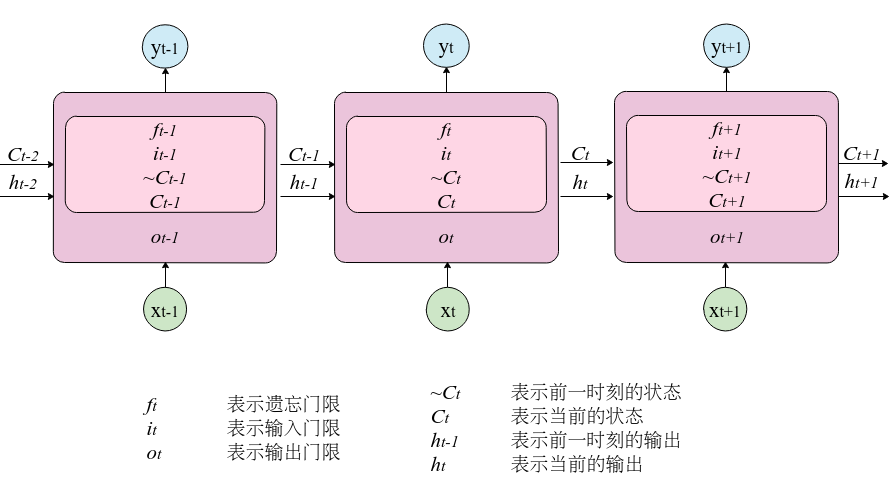 yt-1 yt yt+1
ft-1 ft ft+1
Ct-2 it-1 Ct-1 it Ct it+1 Ct+1
ht-2 ~Ct-1 ht-1 ~Ct ht ~Ct+1 ht+1
Ct-1 Ct Ct+1
ot-1 ot ot+1
xt-1 xt xt+1
ft 表示遗忘门限
it 表示输入门限
ot 表示输出门限
~Ct 表示前一时刻的状态
Ct 表示当前的状态
ht-1 表示前一时刻的输出
ht 表示当前的输出